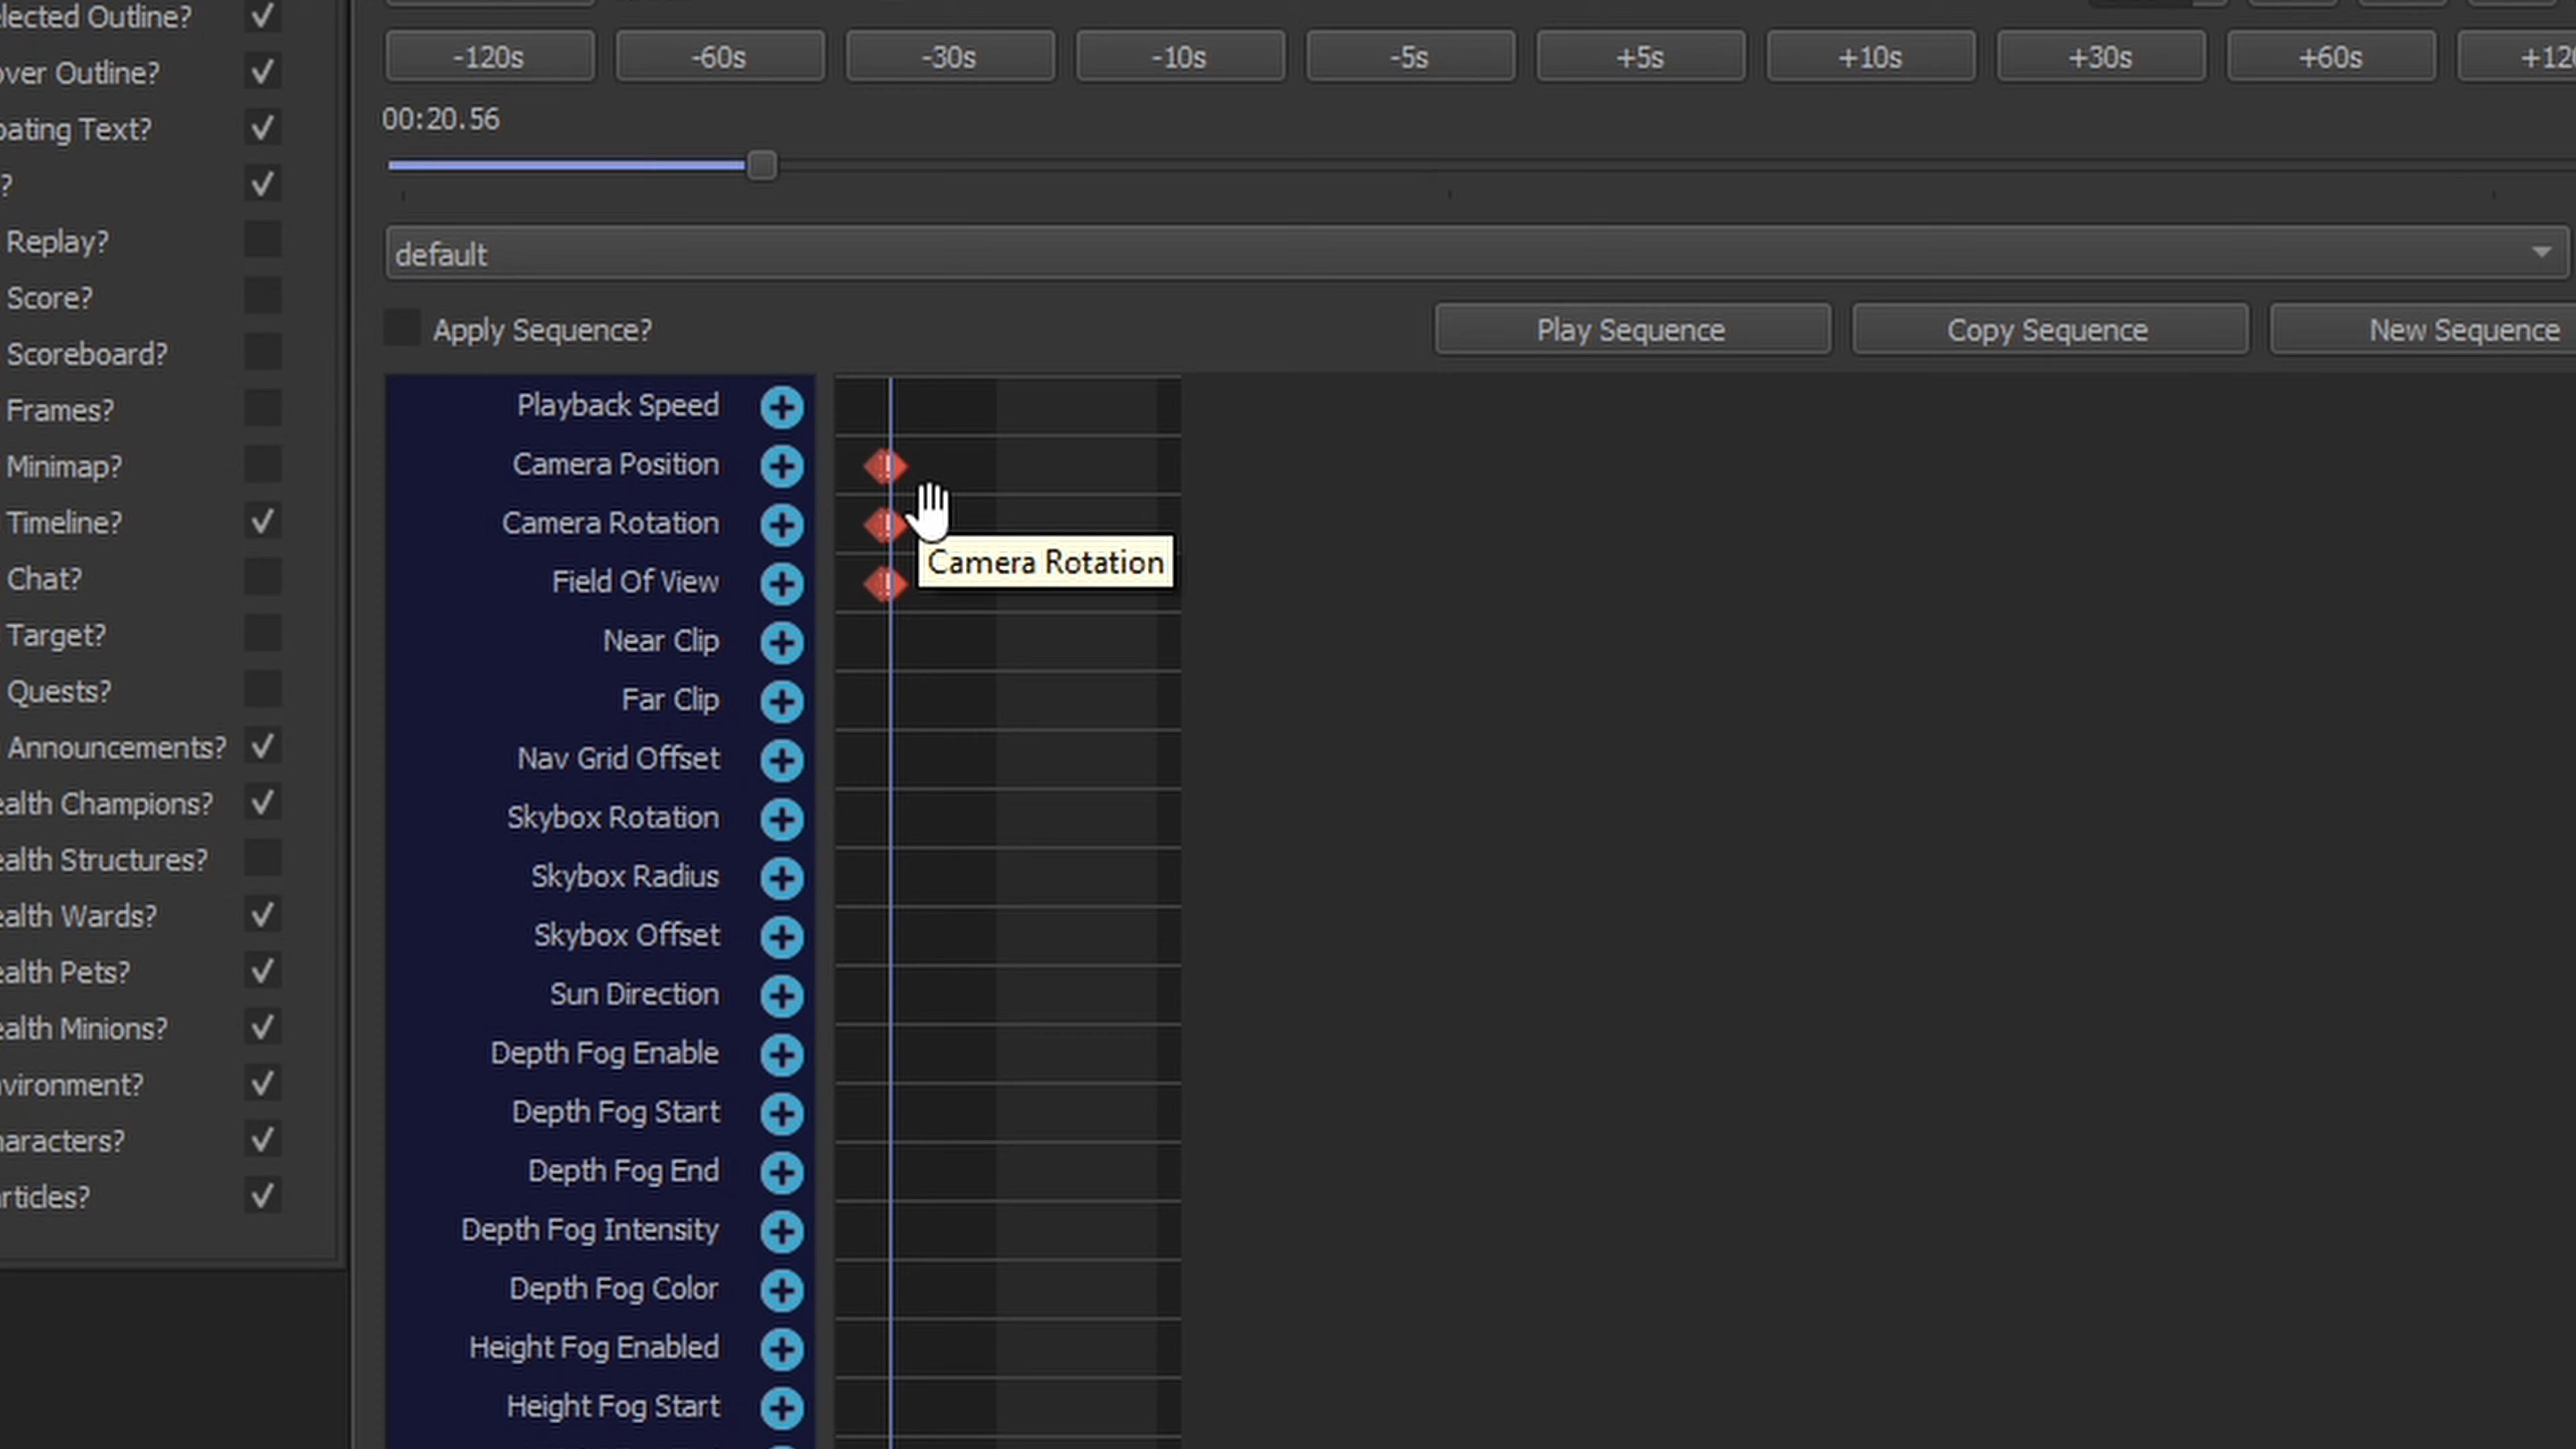 elected Outline?
over Outline?
oating Text?
?
Replay?
Score?
Scoreboard?
Frames?
Minimap?
Timeline?
Chat?
Target?
Quests?
Announcements?
ealth Champions?
ealth Structures?
ealth Wards?
ealth Pets?
ealth Minions?
nvironment?
haracters?
articles?
-120s -60s -30s -10s -5s +5s +10s +30s +60s +120
00:20.56
default
Apply Sequence? Play Sequence Copy Sequence New Sequence
Playback Speed
Camera Position
Camera Rotation
Camera Rotation
Field Of View
Near Clip
Far Clip
Nav Grid Offset
Skybox Rotation
Skybox Radius
Skybox Offset
Sun Direction
Depth Fog Enable
Depth Fog Start
Depth Fog End
Depth Fog Intensity
Depth Fog Color
Height Fog Enabled
Height Fog Start